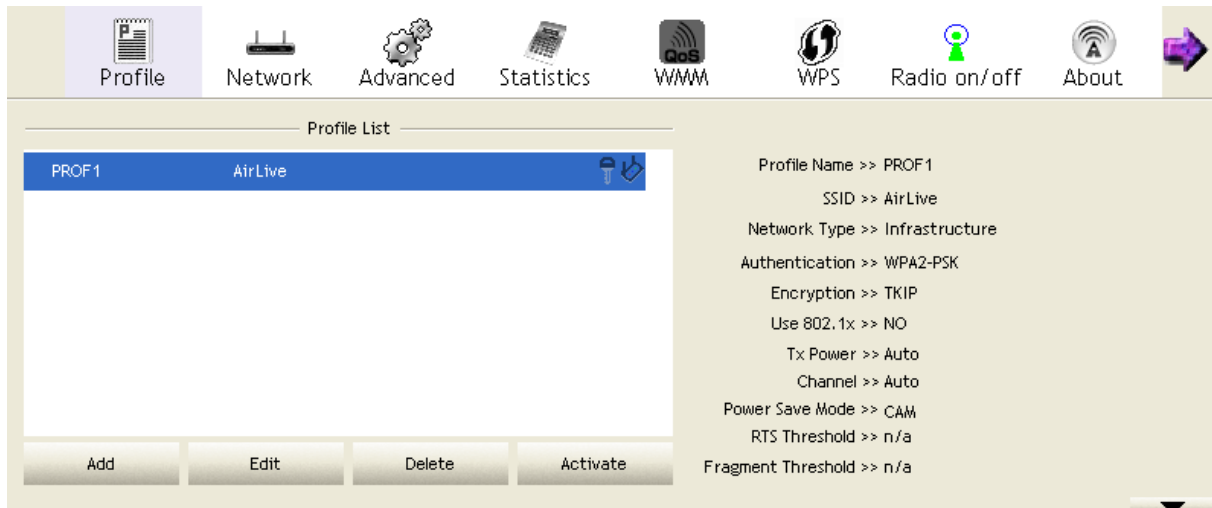 Profile Network Advanced Statistics WMM WPS Radio on/off About
QoS
Profile List
PROF1 AirLive
Add Edit Delete Activate
Profile Name >> PROF1
SSID >> AirLive
Network Type >> Infrastructure
Authentication >> WPA2-PSK
Encryption >> TKIP
Use 802.1x >> NO
Tx Power >> Auto
Channel >> Auto
Power Save Mode >> CAM
RTS Threshold >> n/a
Fragment Threshold >> n/a